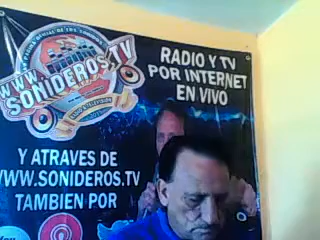 WWW.
SONIDEROS.TV
RADIO Y TV
POR INTERNET
EN VIVO
Y ATRAVES DE
WWW.SONIDEROS.TV
TAMBIEN POR